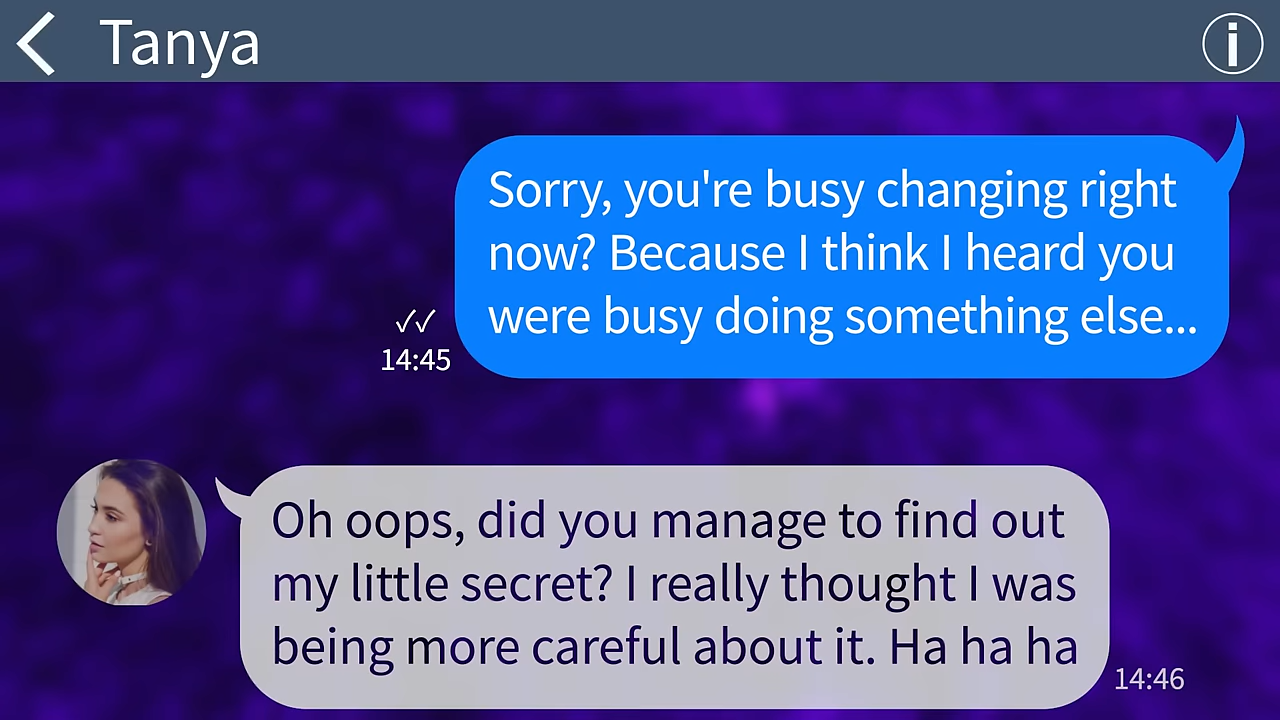 Tanya
Sorry, you're busy changing right
now? Because I think I heard you
were busy doing something else...
14:45
Oh oops, did you manage to find out
my little secret? I really thought I was
being more careful about it. Ha ha ha
14:46